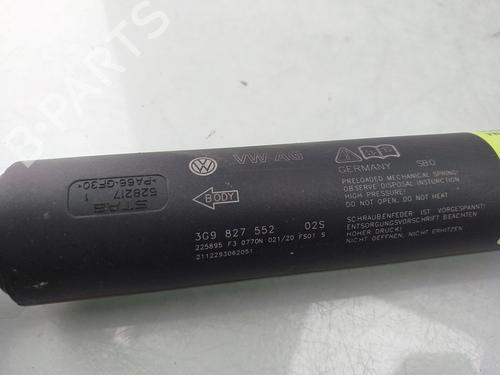 VW AG
GERMANY SBO
PRELOADED MECHANICAL SPRING!
OBSERVE DISPOSAL INSTUCTION
HIGH PRESSURE!
DO NOT OPEN, DO NOT HEAT
SCHRAUBENFEDER IST VORGESPANNT!
ENTSORGUNGSVORSCHRIFT BEACHTEN
HOHER DRUCK!
NICHT OEFFNEN, NICHT ERHITZEN
BODY
3G9 827 552 02S
225895 F3 0770N 021/20 FS01 S
2112293062051
STAB 1
628217
>PA66-GF30<
B-PARTS